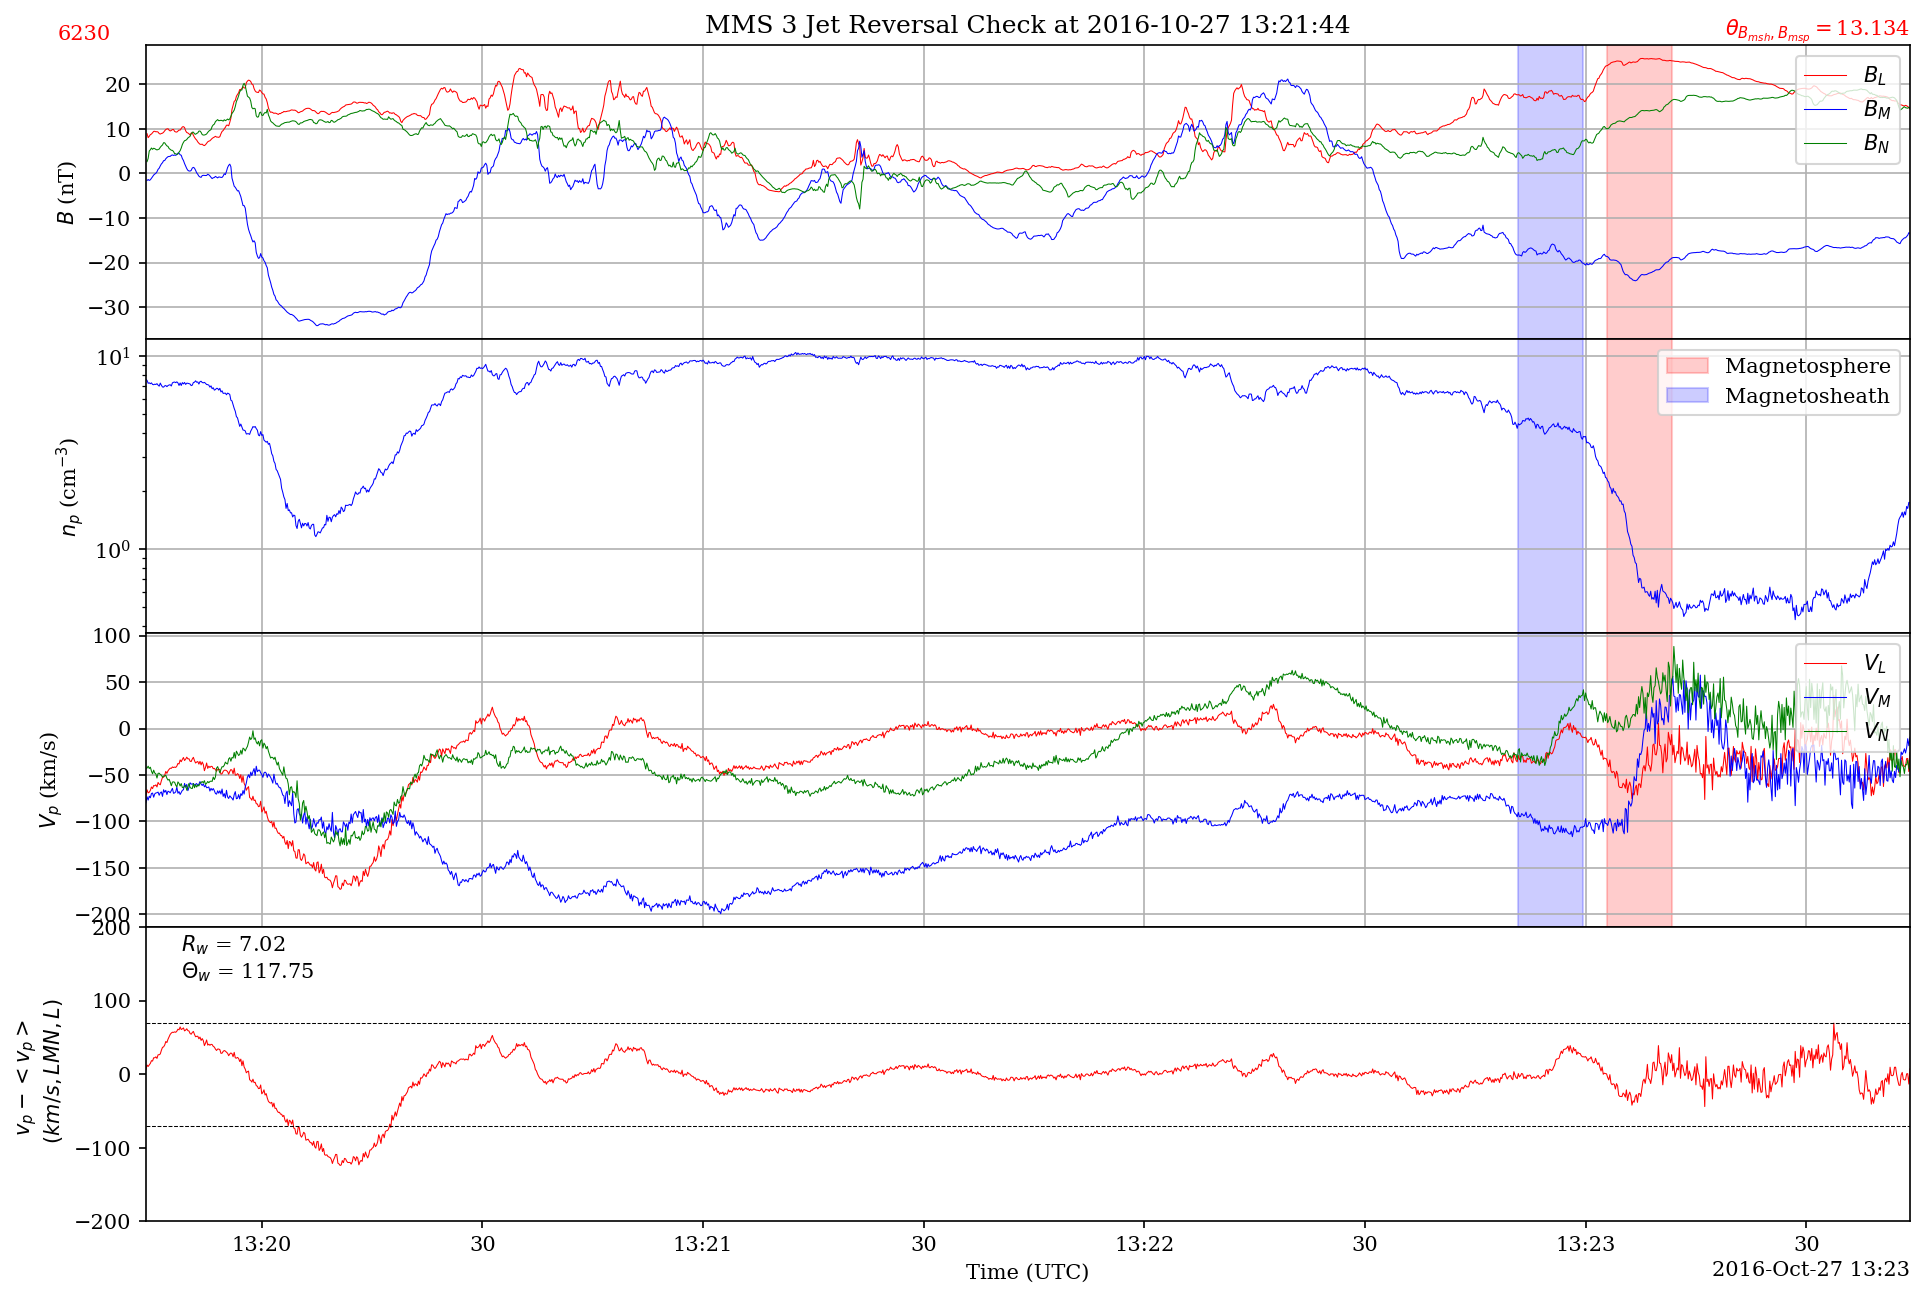 MMS 3 Jet Reversal Check at 2016-10-27 13:21:44
6230
θ_{B_{msh}, B_{msp}} = 13.134
20
10
0
−10
−20
−30
B (nT)
B_L
B_M
B_N
10^1
10^0
n_p (cm^{−3})
Magnetosphere
Magnetosheath
100
50
0
−50
−100
−150
−200
V_p (km/s)
V_L
V_M
V_N
200
100
0
−100
−200
v_p − < v_p >
(km/s, LMN, L)
R_w = 7.02
Θ_w = 117.75
13:20
30
13:21
30
13:22
30
13:23
30
Time (UTC)
2016-Oct-27 13:23